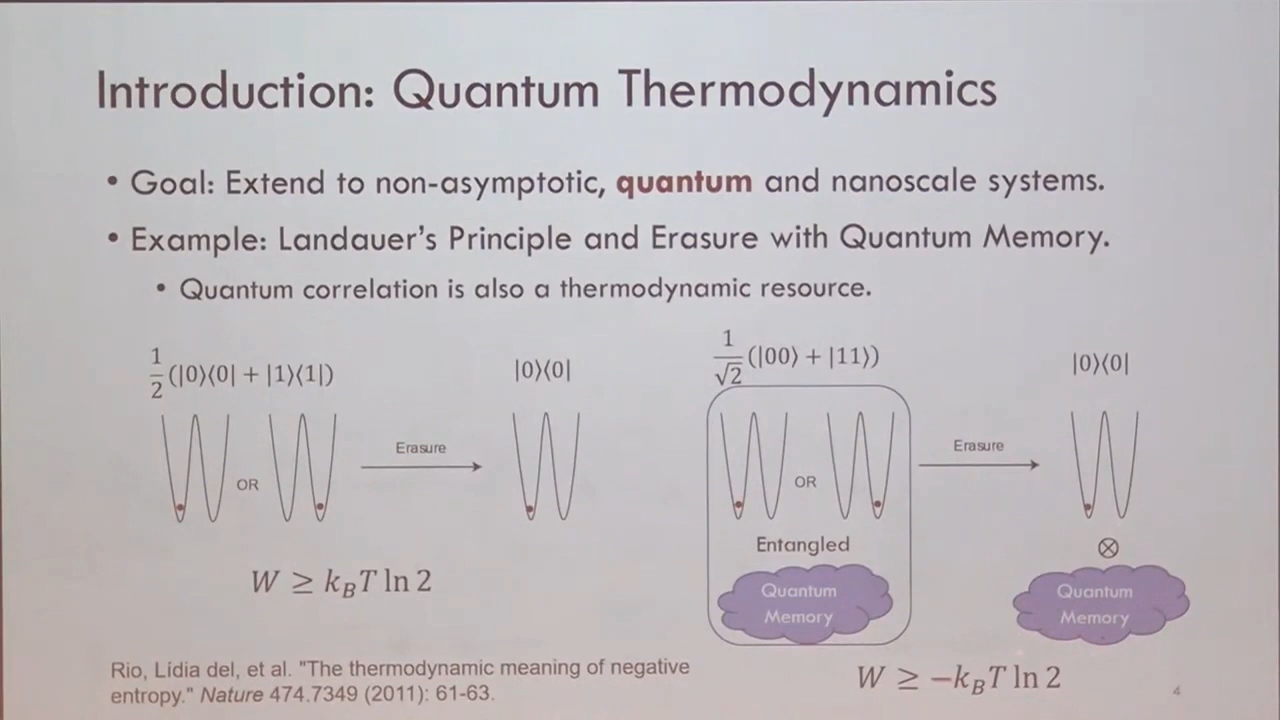 Introduction: Quantum Thermodynamics
• Goal: Extend to non-asymptotic, quantum and nanoscale systems.
• Example: Landauer's Principle and Erasure with Quantum Memory.
• Quantum correlation is also a thermodynamic resource.
1/2 (|0⟩⟨0| + |1⟩⟨1|)
|0⟩⟨0|
OR
Erasure
W ≥ k_B T ln 2
1/√2 (|00⟩ + |11⟩)
|0⟩⟨0|
OR
Erasure
Entangled
⊗
Quantum
Memory
Quantum
Memory
W ≥ −k_B T ln 2
Rio, Lídia del, et al. "The thermodynamic meaning of negative
entropy." Nature 474.7349 (2011): 61-63.
4